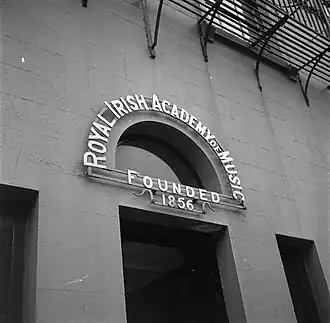 ROYAL IRISH ACADEMY OF MUSIC
FOUNDED
1856